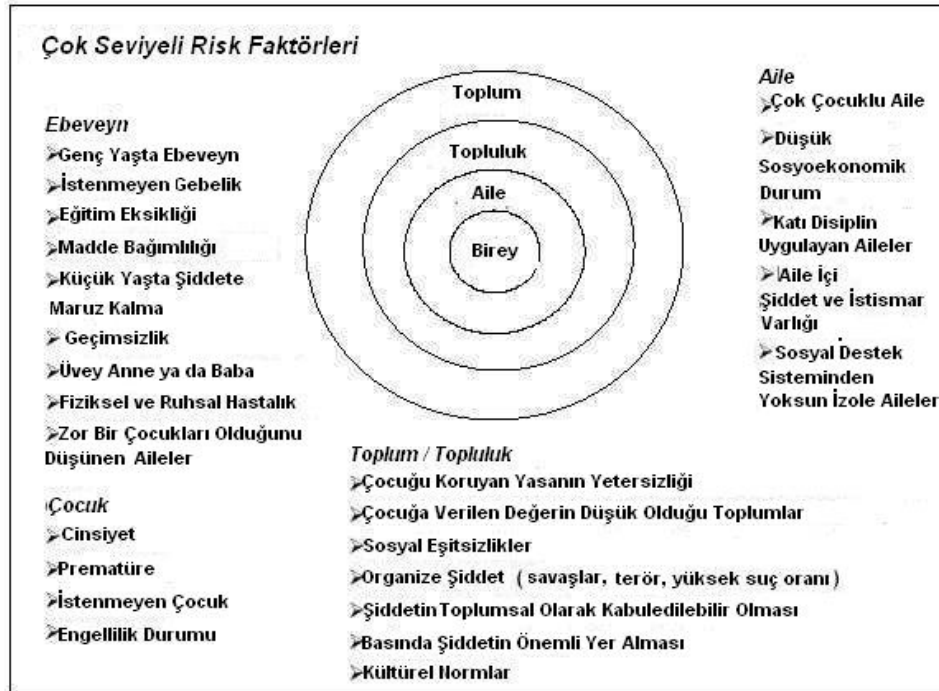 Çok Seviyeli Risk Faktörleri
Toplum
Topluluk
Aile
Birey
Ebeveyn
➢Genç Yaşta Ebeveyn
➢İstenmeyen Gebelik
➢Eğitim Eksikliği
➢Madde Bağımlılığı
➢Küçük Yaşta Şiddete
Maruz Kalma
➢ Geçimsizlik
➢Üvey Anne ya da Baba
➢Fiziksel ve Ruhsal Hastalık
➢Zor Bir Çocukları Olduğunu
Düşünen Aileler
Çocuk
➢Cinsiyet
➢Prematüre
➢İstenmeyen Çocuk
➢Engellilik Durumu
Aile
➢Çok Çocuklu Aile
➢Düşük
Sosyoekonomik
Durum
➢Katı Disiplin
Uygulayan Aileler
➢Aile İçi
Şiddet ve İstismar
Varlığı
➢Sosyal Destek
Sisteminden
Yoksun İzole Aileler
Toplum / Topluluk
➢Çocuğu Koruyan Yasanın Yetersizliği
➢Çocuğa Verilen Değerin Düşük Olduğu Toplumlar
➢Sosyal Eşitsizlikler
➢Organize Şiddet ( savaşlar, terör, yüksek suç oranı)
➢Şiddetin Toplumsal Olarak Kabuledilebilir Olması
➢Basında Şiddetin Önemli Yer Alması
➢Kültürel Normlar